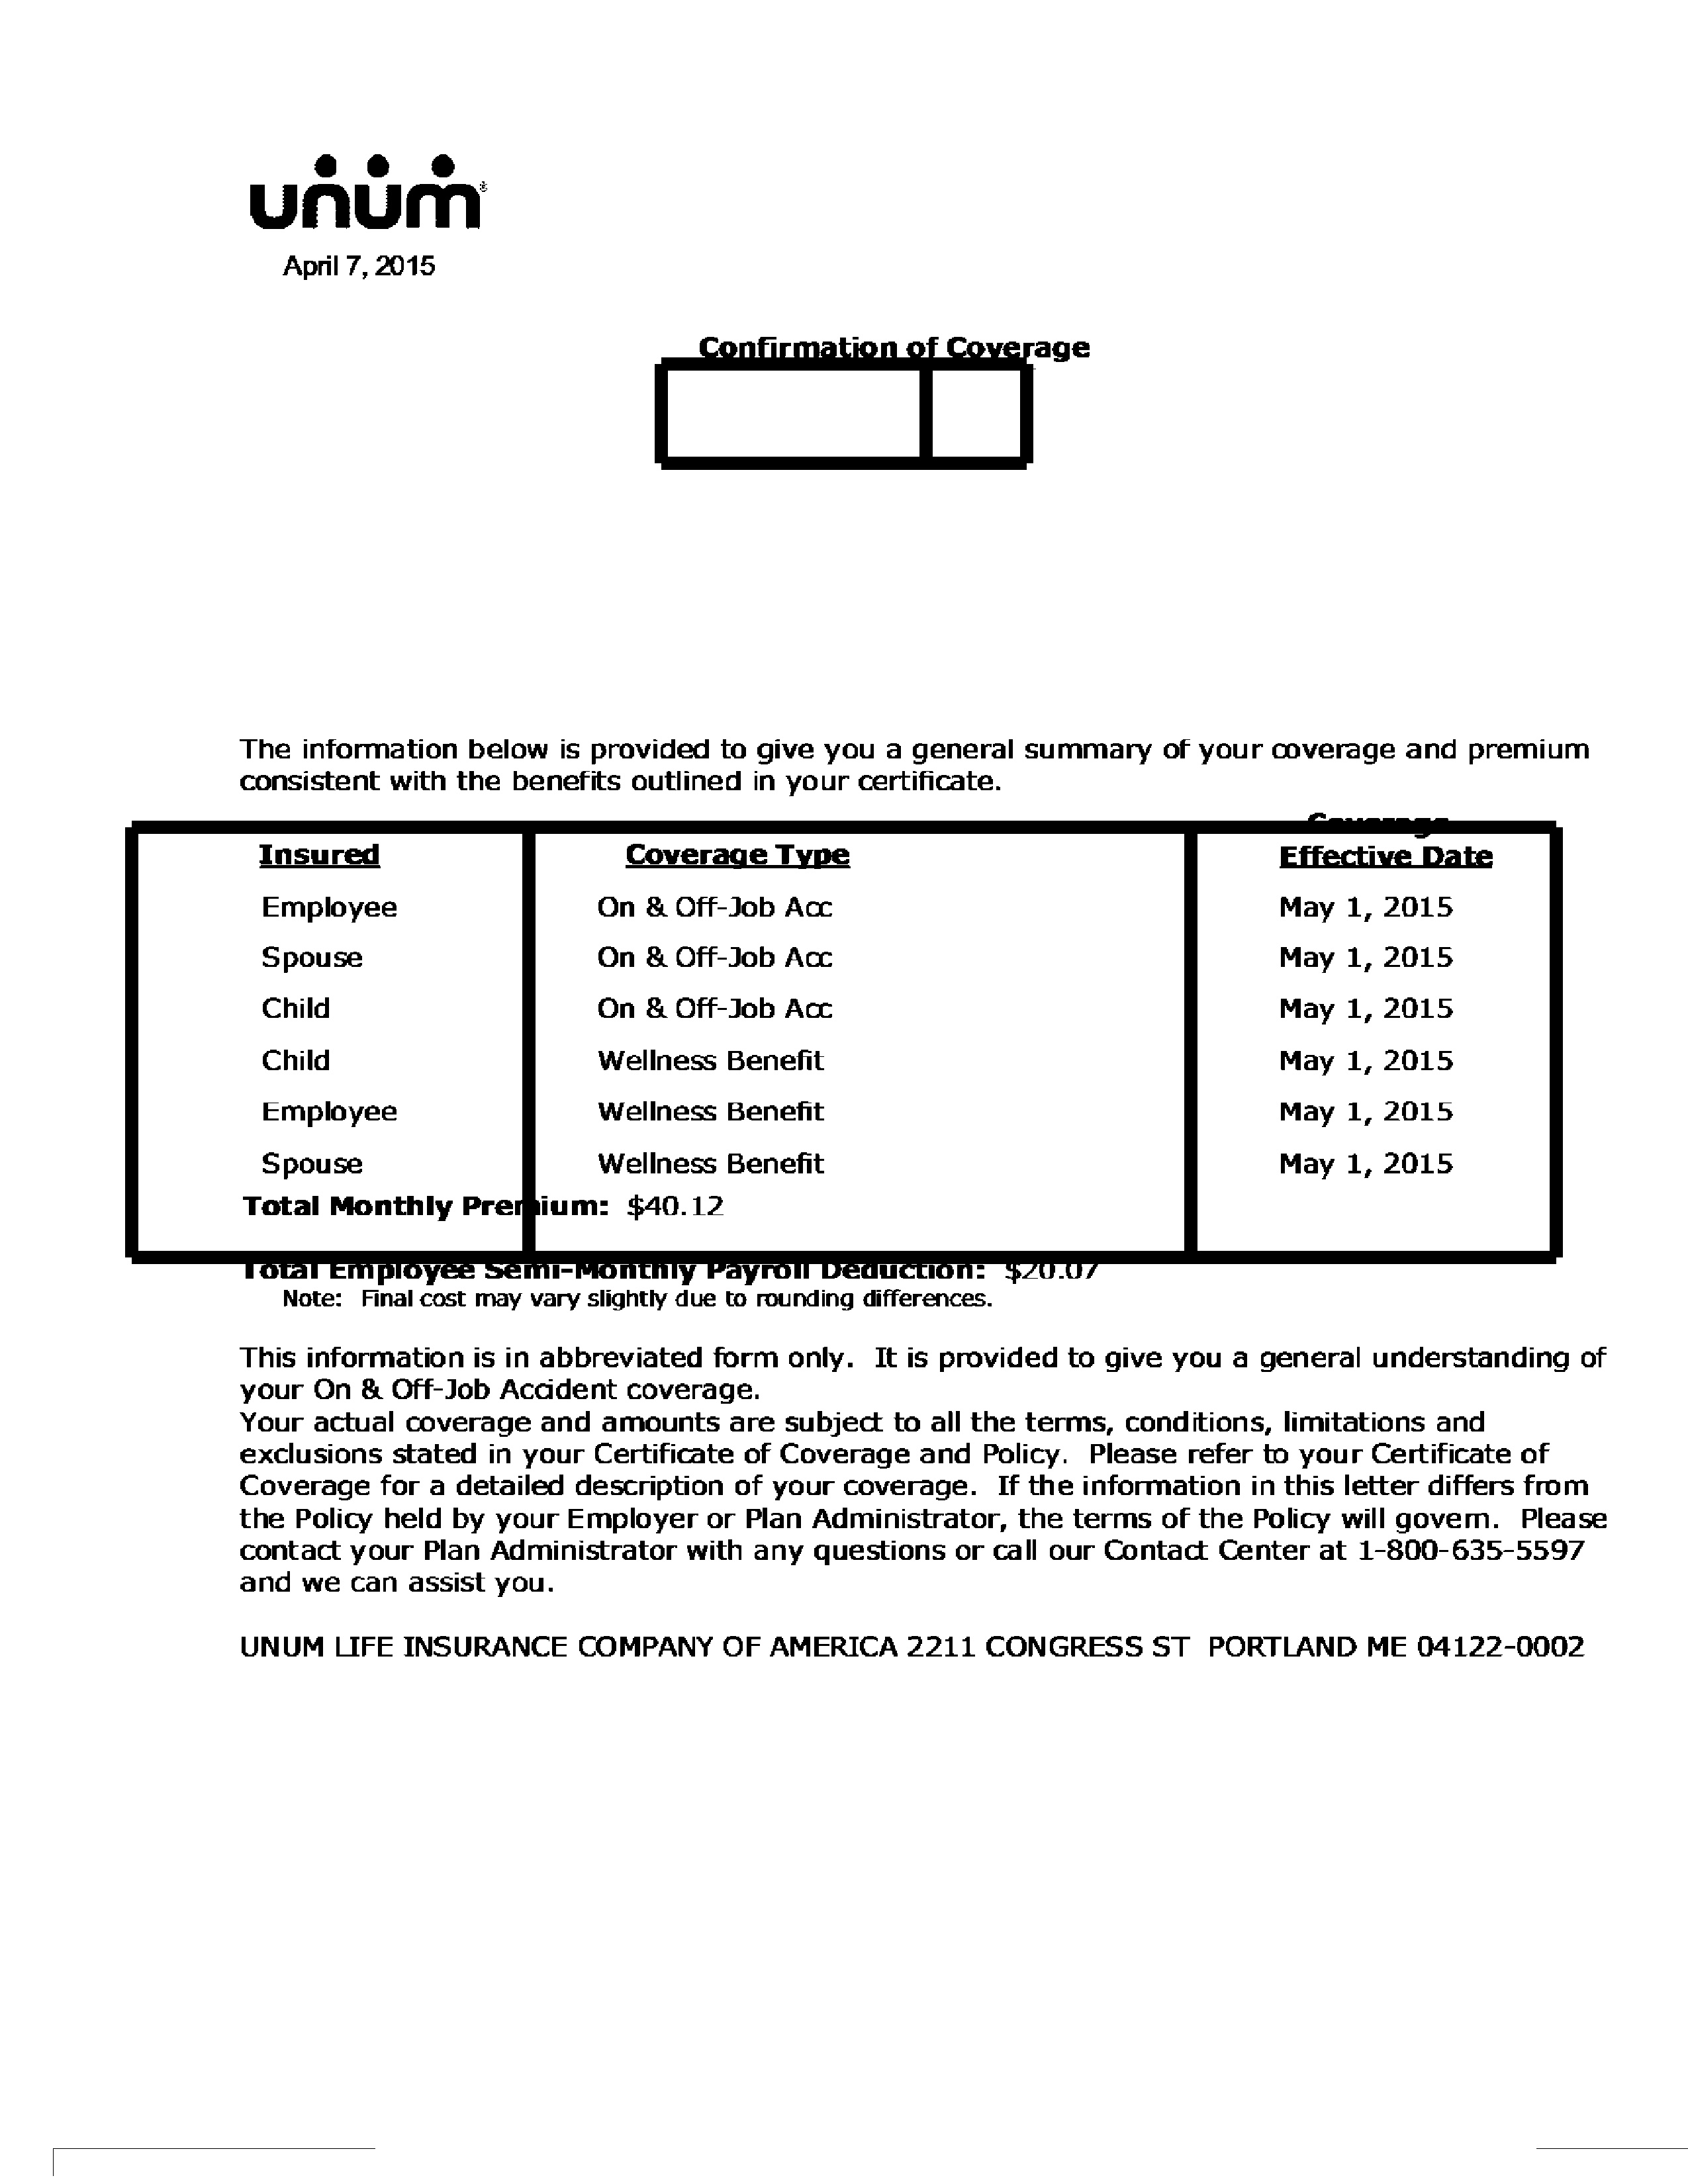 unum®
April 7, 2015
Confirmation of Coverage
The information below is provided to give you a general summary of your coverage and premium
consistent with the benefits outlined in your certificate.
Coverage
Insured Coverage Type Effective Date
Employee On & Off-Job Acc May 1, 2015
Spouse On & Off-Job Acc May 1, 2015
Child On & Off-Job Acc May 1, 2015
Child Wellness Benefit May 1, 2015
Employee Wellness Benefit May 1, 2015
Spouse Wellness Benefit May 1, 2015
Total Monthly Premium: $40.12
Total Employee Semi-Monthly Payroll Deduction: $20.07
Note: Final cost may vary slightly due to rounding differences.
This information is in abbreviated form only. It is provided to give you a general understanding of
your On & Off-Job Accident coverage.
Your actual coverage and amounts are subject to all the terms, conditions, limitations and
exclusions stated in your Certificate of Coverage and Policy. Please refer to your Certificate of
Coverage for a detailed description of your coverage. If the information in this letter differs from
the Policy held by your Employer or Plan Administrator, the terms of the Policy will govern. Please
contact your Plan Administrator with any questions or call our Contact Center at 1-800-635-5597
and we can assist you.
UNUM LIFE INSURANCE COMPANY OF AMERICA 2211 CONGRESS ST PORTLAND ME 04122-0002